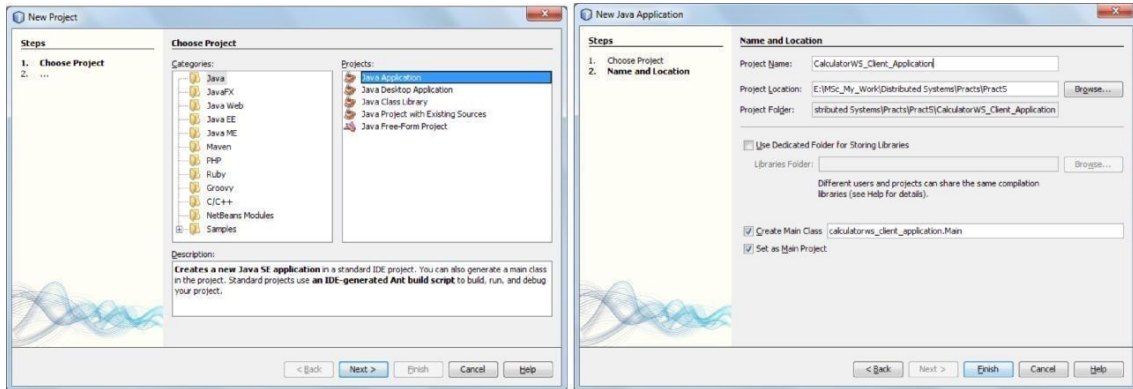 New Project
Steps
1. Choose Project
2. ...
Choose Project
Categories:
Java
JavaFX
Java Web
Java EE
Java ME
Maven
PHP
Ruby
Groovy
C/C++
NetBeans Modules
Samples
Projects:
Java Application
Java Desktop Application
Java Class Library
Java Project with Existing Sources
Java Free-Form Project
Description:
Creates a new Java SE application in a standard IDE project. You can also generate a main class
in the project. Standard projects use an IDE-generated Ant build script to build, run, and debug
your project.
< Back
Next >
Finish
Cancel
Help
New Java Application
Steps
1. Choose Project
2. Name and Location
Name and Location
Project Name: CalculatorWS_Client_Application
Project Location: E:\MSc_My_Work\Distributed Systems\Practs\Pract5 Browse...
Project Folder: stributed Systems\Practs\Pract5\CalculatorWS_Client_Application
Use Dedicated Folder for Storing Libraries
Libraries Folder: Browse...
Different users and projects can share the same compilation
libraries (see Help for details).
Create Main Class calculatorws_client_application.Main
Set as Main Project
< Back
Next >
Finish
Cancel
Help